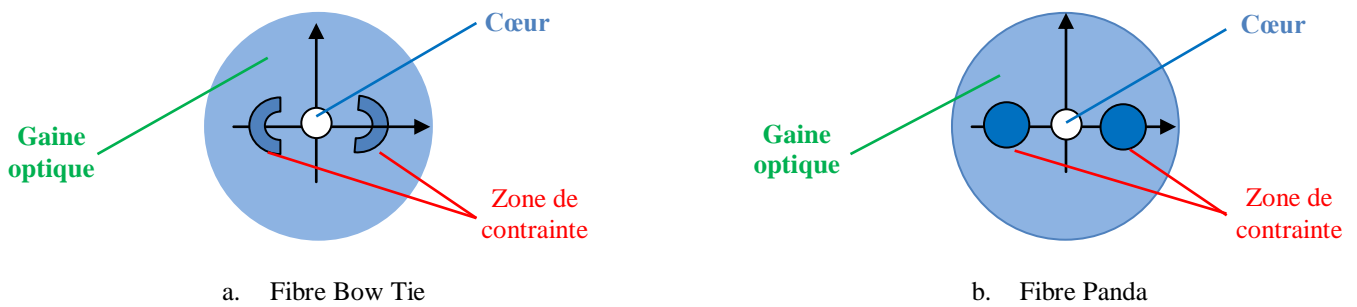 Cœur
Gaine
optique
Zone de
contrainte
a. Fibre Bow Tie
Cœur
Gaine
optique
Zone de
contrainte
b. Fibre Panda